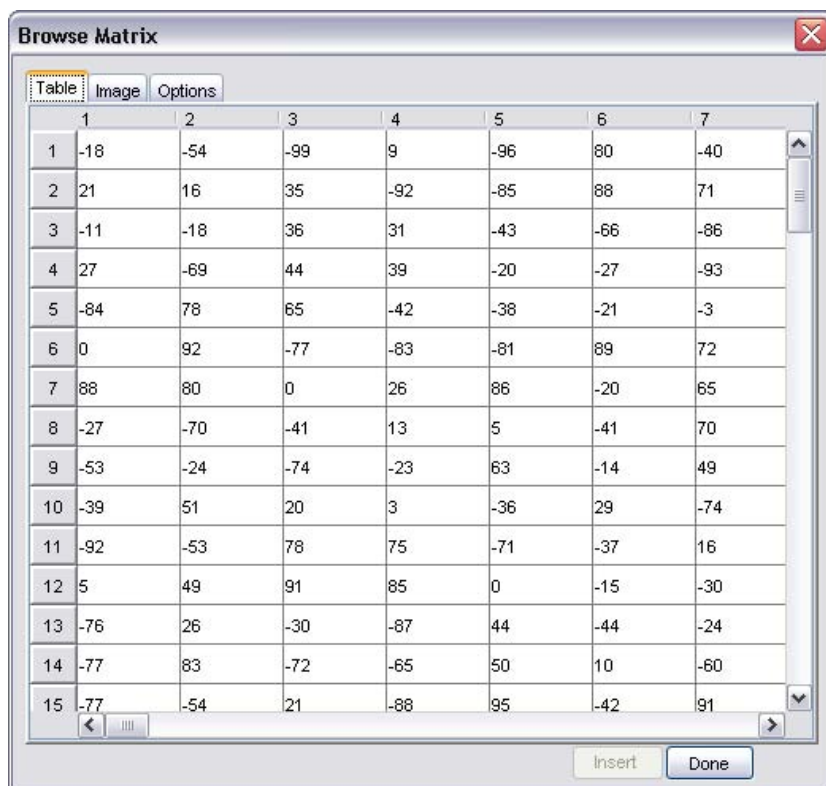 Browse Matrix
Table Image Options
1 2 3 4 5 6 7
1 -18 -54 -99 9 -96 80 -40
2 21 16 35 -92 -85 88 71
3 -11 -18 36 31 -43 -66 -86
4 27 -69 44 39 -20 -27 -93
5 -84 78 65 -42 -38 -21 -3
6 0 92 -77 -83 -81 89 72
7 88 80 0 26 86 -20 65
8 -27 -70 -41 13 5 -41 70
9 -53 -24 -74 -23 63 -14 49
10 -39 51 20 3 -36 29 -74
11 -92 -53 78 75 -71 -37 16
12 5 49 91 85 0 -15 -30
13 -76 26 -30 -87 44 -44 -24
14 -77 83 -72 -65 50 10 -60
15 -77 -54 21 -88 95 -42 91
Insert Done